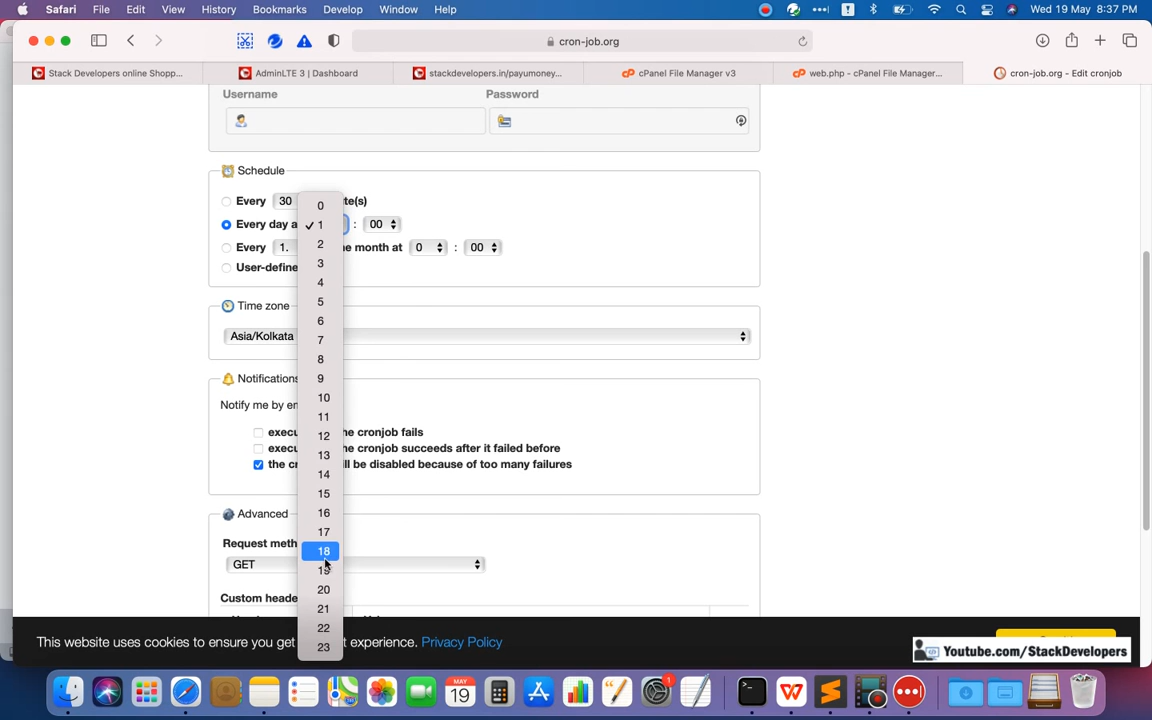 Safari File Edit View History Bookmarks Develop Window Help Wed 19 May 8:37 PM
cron-job.org
Stack Developers online Shopp... AdminLTE 3 | Dashboard stackdevelopers.in/payumoney... cPanel File Manager v3 web.php - cPanel File Manager... cron-job.org - Edit cronjob
Username Password
Schedule
Every 30 te(s)
Every day a : 00
Every 1. e month at 0 : 00
User-define
0
✓ 1
2
3
4
5
6
7
8
9
10
11
12
13
14
15
16
17
18
19
20
21
22
23
Time zone
Asia/Kolkata
Notifications
Notify me by em
execu he cronjob fails
execu he cronjob succeeds after it failed before
the cr ll be disabled because of too many failures
Advanced
Request meth
GET
Custom heade
This website uses cookies to ensure you get t experience. Privacy Policy
Youtube.com/StackDevelopers
MAY
19
1